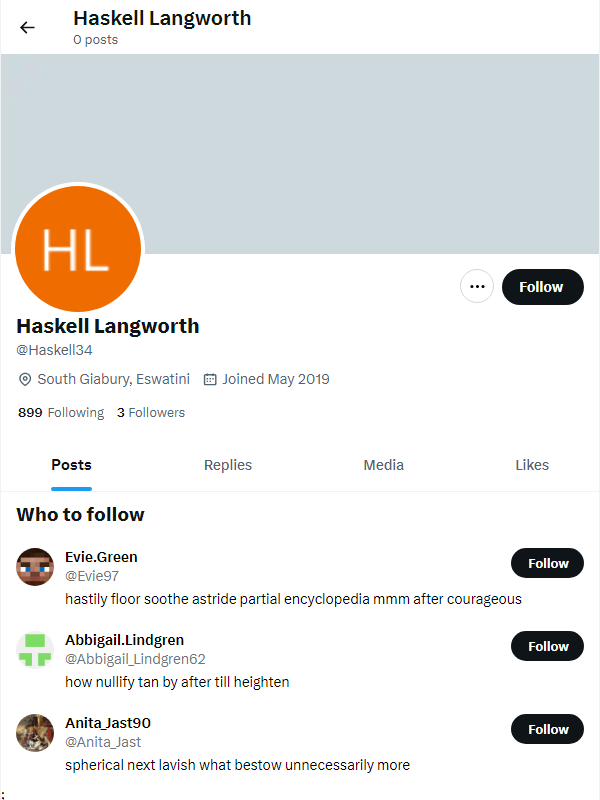 Haskell Langworth
0 posts
HL
Follow
Haskell Langworth
@Haskell34
South Giabury, Eswatini Joined May 2019
899 Following 3 Followers
Posts Replies Media Likes
Who to follow
Evie.Green
@Evie97
Follow
hastily floor soothe astride partial encyclopedia mmm after courageous
Abbigail.Lindgren
@Abbigail_Lindgren62
Follow
how nullify tan by after till heighten
Anita_Jast90
@Anita_Jast
Follow
spherical next lavish what bestow unnecessarily more
;